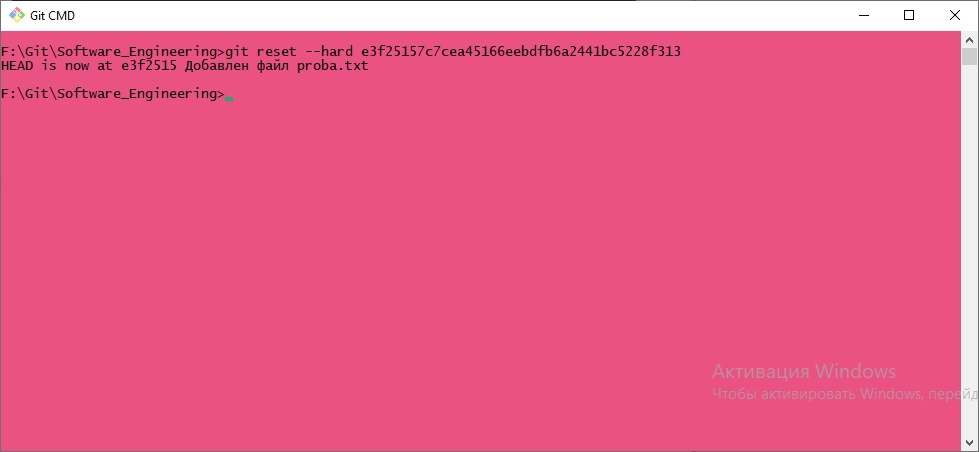 Git CMD
F:\Git\Software_Engineering>git reset --hard e3f25157c7cea45166eebdfb6a2441bc5228f313
HEAD is now at e3f2515 Добавлен файл proba.txt
F:\Git\Software_Engineering>
Активация Windows
Чтобы активировать Windows, перейд